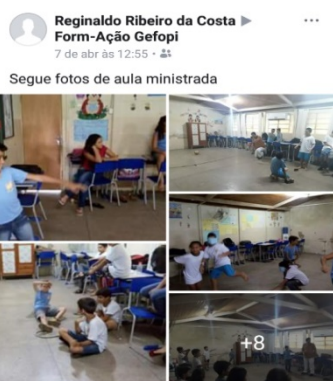 Reginaldo Ribeiro da Costa ▶
Form-Ação Gefopi
7 de abr às 12:55 ·
Segue fotos de aula ministrada
+8